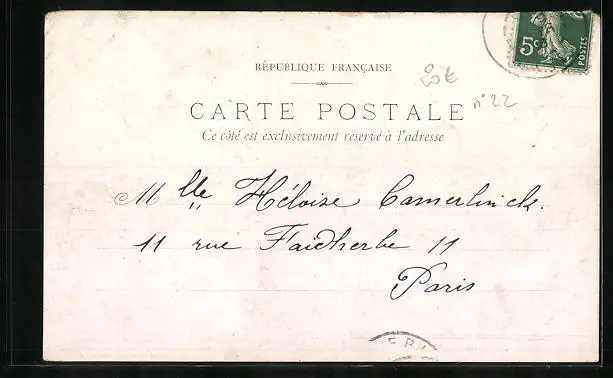 5c POSTES
RÉPUBLIQUE FRANÇAISE
20€
n° 22
CARTE POSTALE
Ce côté est exclusivement reservé à l'adresse
Mlle Héloïse Camerlinck.
11 rue Faidherbe 11
Paris